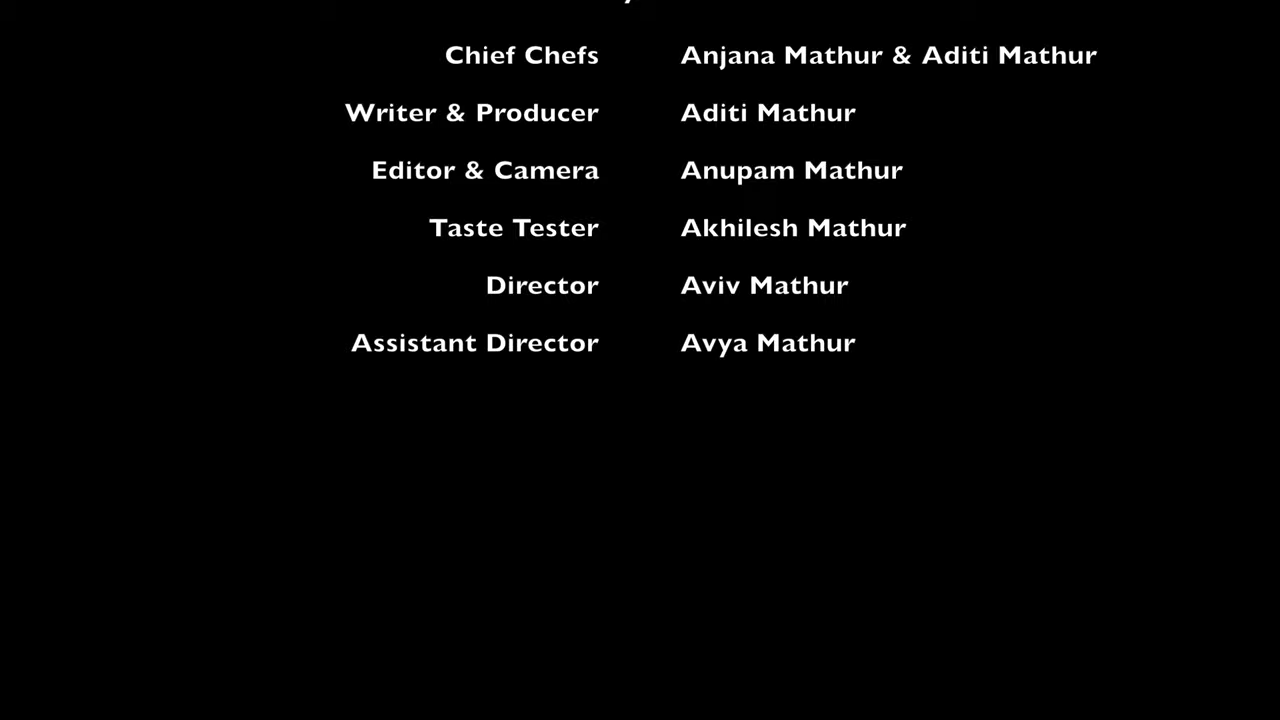 Chief Chefs Anjana Mathur & Aditi Mathur
Writer & Producer Aditi Mathur
Editor & Camera Anupam Mathur
Taste Tester Akhilesh Mathur
Director Aviv Mathur
Assistant Director Avya Mathur